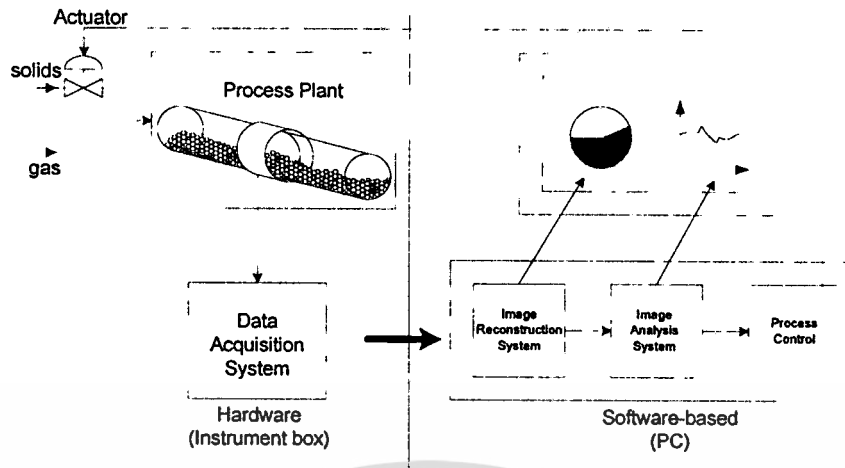 Actuator
solids
Process Plant
gas
Data
Acquisition
System
Hardware
(Instrument box)
Image
Reconstruction
System
Image
Analysis
System
Process
Control
Software-based
(PC)